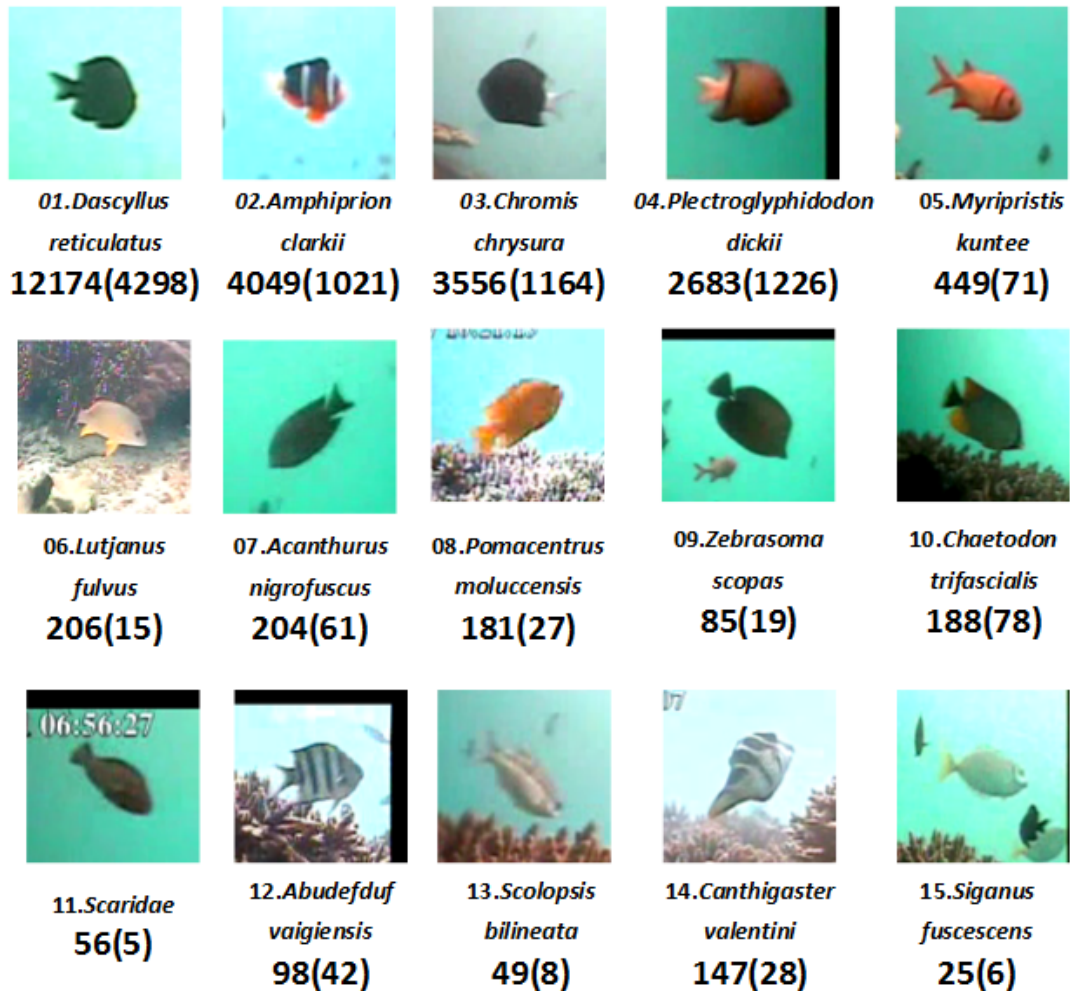 01.Dascyllus
reticulatus
12174(4298)
02.Amphiprion
clarkii
4049(1021)
03.Chromis
chrysura
3556(1164)
04.Plectroglyphidodon
dickii
2683(1226)
05.Myripristis
kuntee
449(71)
06.Lutjanus
fulvus
206(15)
07.Acanthurus
nigrofuscus
204(61)
08.Pomacentrus
moluccensis
181(27)
09.Zebrasoma
scopas
85(19)
10.Chaetodon
trifascialis
188(78)
06:56:27
11.Scaridae
56(5)
12.Abudefduf
vaigiensis
98(42)
13.Scolopsis
bilineata
49(8)
07
14.Canthigaster
valentini
147(28)
15.Siganus
fuscescens
25(6)